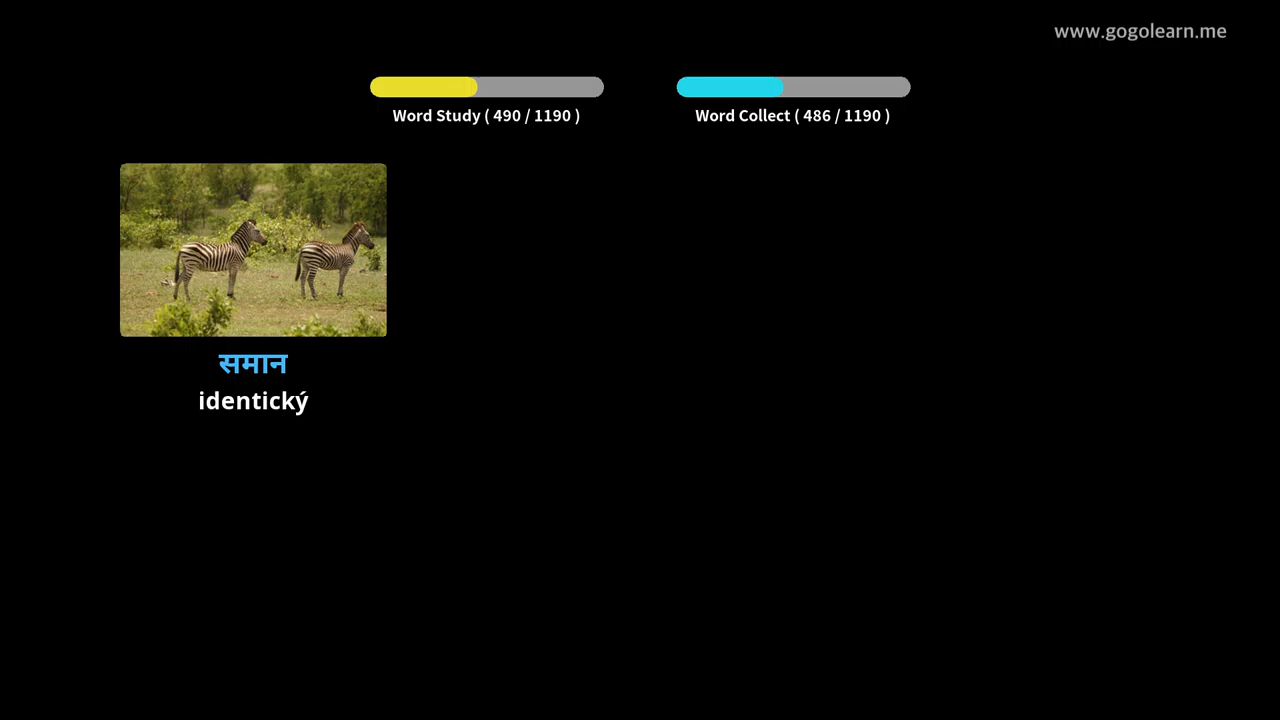 www.gogolearn.me
Word Study ( 490 / 1190 )
Word Collect ( 486 / 1190 )
समान
identický